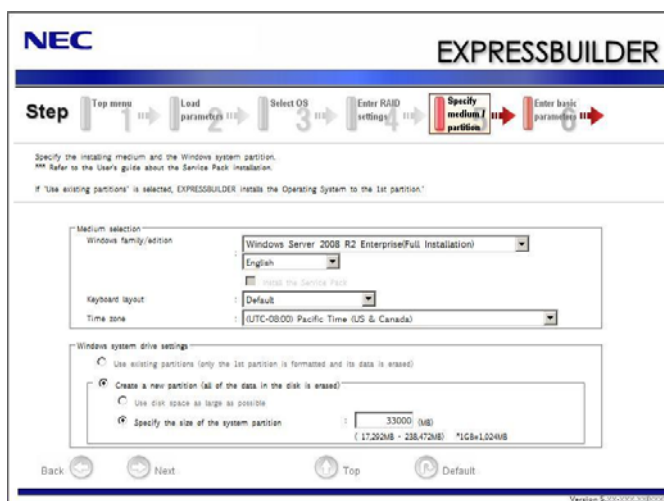 NEC
EXPRESSBUILDER
Step
Top menu 1
Load parameters 2
Select OS 3
Enter RAID settings 4
Specify medium / partition 5
Enter basic parameters 6
Specify the installing medium and the Windows system partition.
*** Refer to the User's guide about the Service Pack installation.
If "Use existing partitions" is selected, EXPRESSBUILDER installs the Operating System to the 1st partition."
Medium selection
Windows family/edition : Windows Server 2008 R2 Enterprise(Full Installation)
English
Install the Service Pack
Keyboard layout : Default
Time zone : (UTC-08:00) Pacific Time (US & Canada)
Windows system drive settings
Use existing partitions (only the 1st partition is formatted and its data is erased)
Create a new partition (all of the data in the disk is erased)
Use disk space as large as possible
Specify the size of the system partition : 33000 (MB)
( 17,292MB - 238,472MB) *1GB=1,024MB
Back Next Top Default